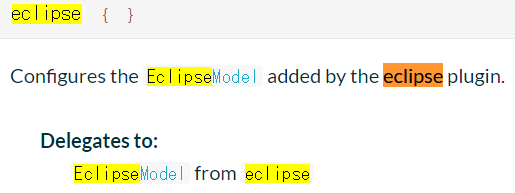 eclipse { }
Configures the EclipseModel added by the eclipse plugin.
Delegates to:
EclipseModel from eclipse